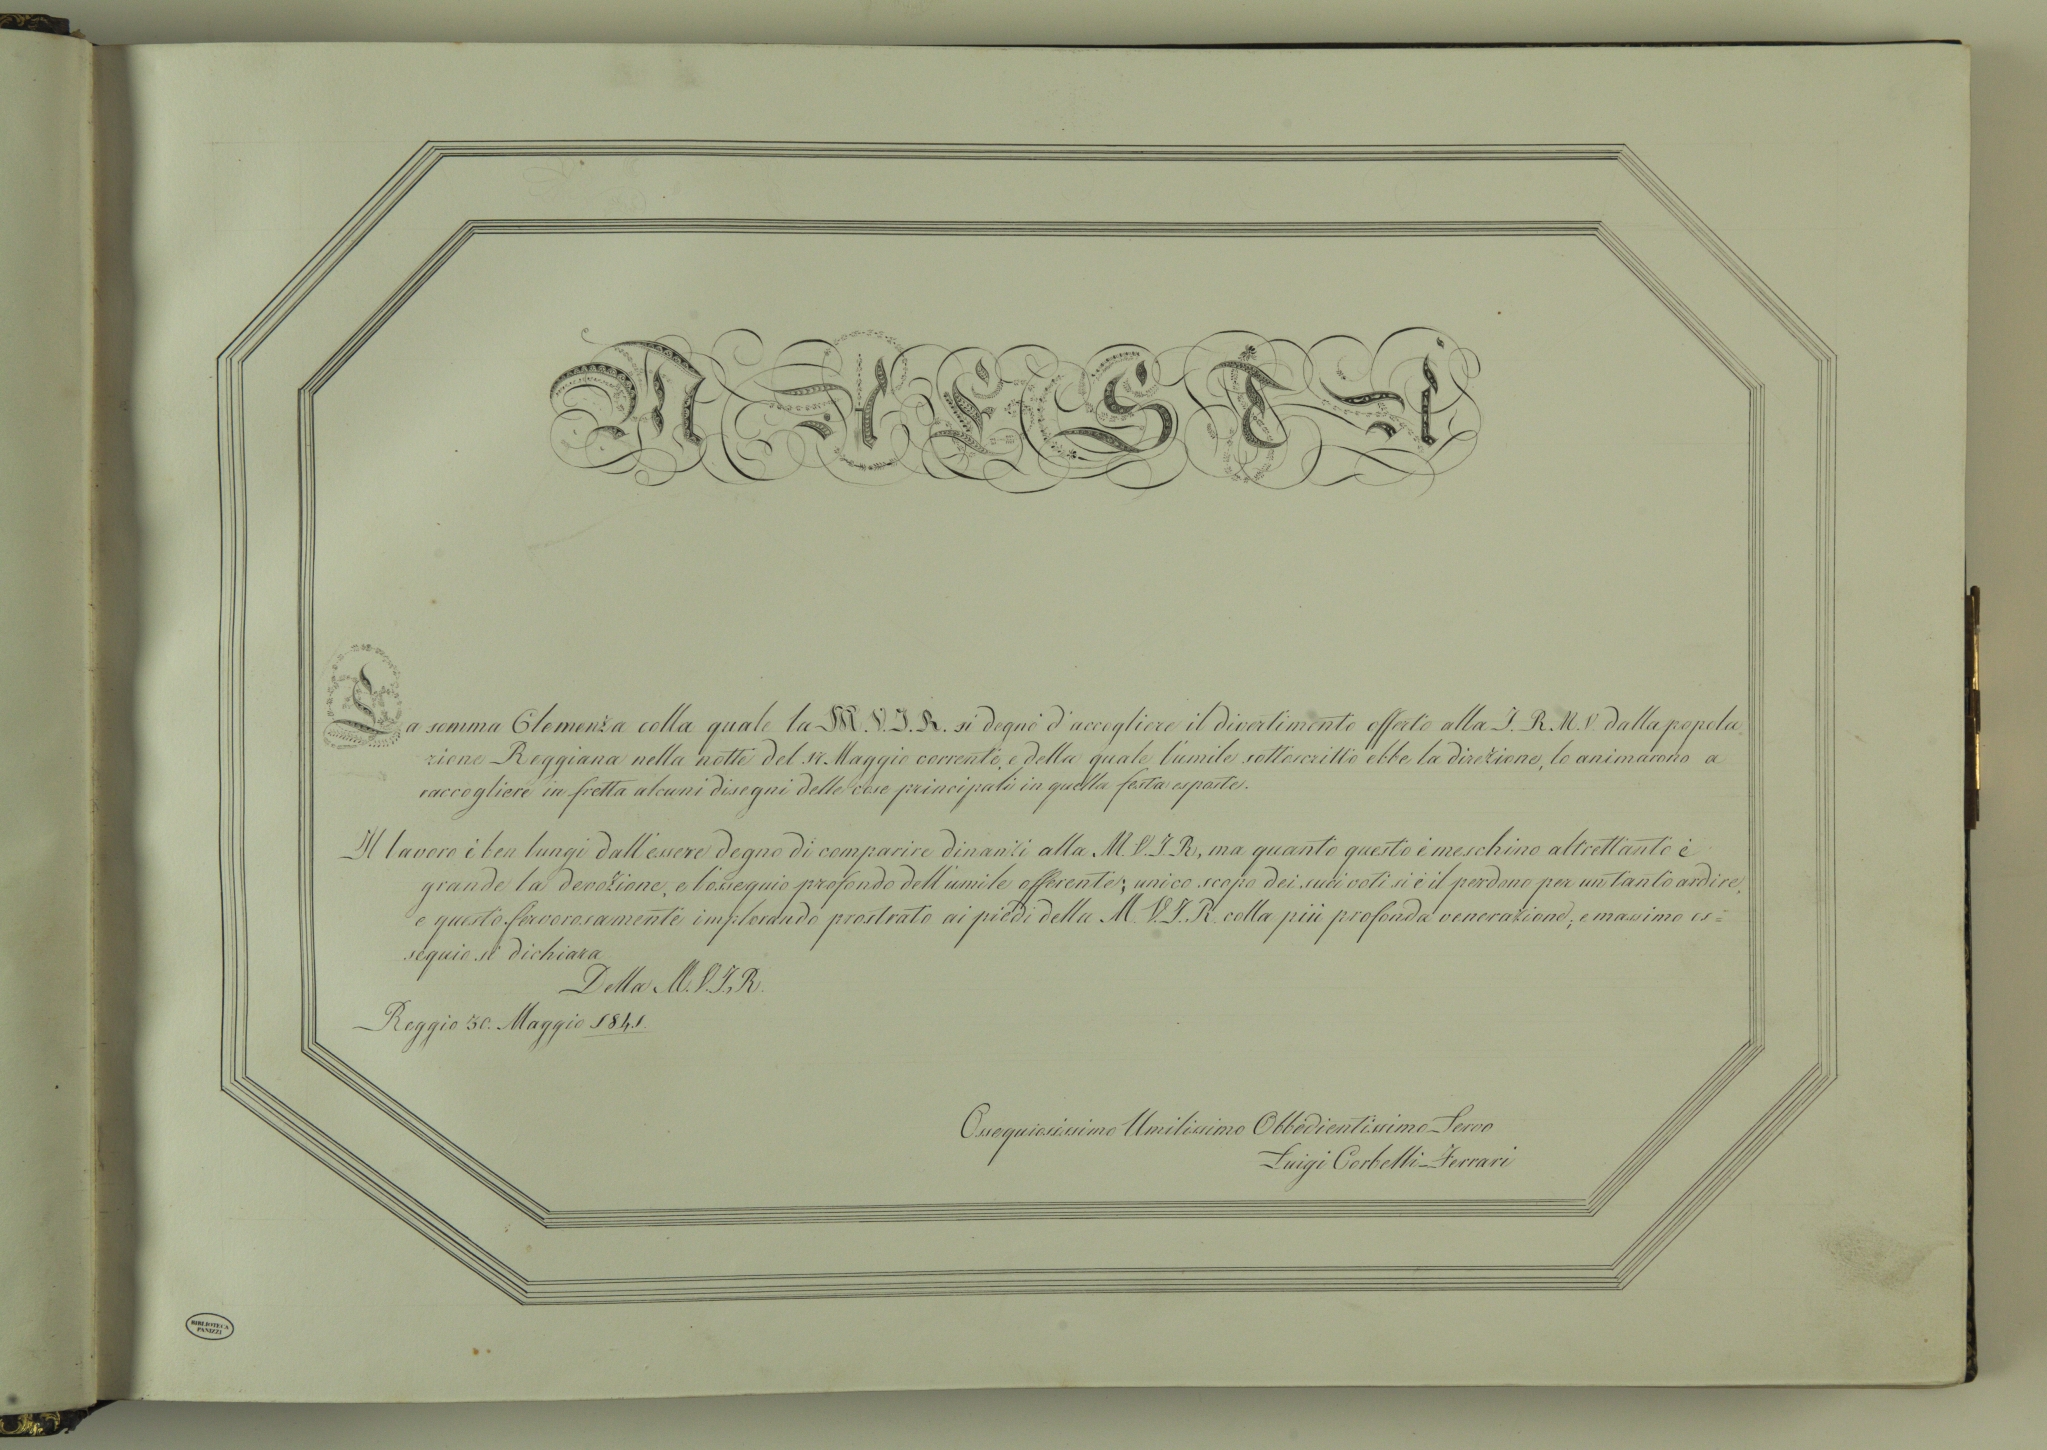 MAESTÀ
La somma Clemenza colla quale la M. V. I. R. si degnò d'accogliere il divertimento offerto alla I. R. M. V. dalla popola
zione Reggiana nella notte del Maggio corrente, e della quale l'umile sottoscritto ebbe la direzione, lo animarono a
raccogliere in fretta alcuni disegni delle cose principali in quella festa esposte.
Il lavoro è ben lungi dall'essere degno di comparire dinanzi alla M. V. I. R., ma quanto questo è meschino altrettanto è
grande la devozione, e l'ossequio profondo dell'umile offerente; unico scopo dei suoi voti si è il perdono per un tanto ardire,
e questo fervorosamente implorando prostrato ai piedi della M. V. I. R. colla più profonda venerazione, e massimo os=
sequio si dichiara
Della M. V. I. R.
Reggio 30. Maggio 1841.
Ossequiosissimo Umilissimo Obbedientissimo Servo
Luigi Corbelli-Ferrari
BIBLIOTECA
PANIZZI